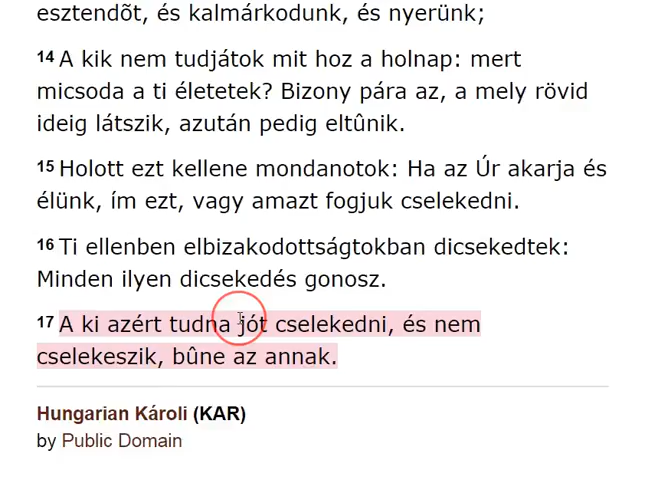 esztendõt, és kalmárkodunk, és nyerünk;
14 A kik nem tudjátok mit hoz a holnap: mert
micsoda a ti életetek? Bizony pára az, a mely rövid
ideig látszik, azután pedig eltûnik.
15 Holott ezt kellene mondanotok: Ha az Úr akarja és
élünk, ím ezt, vagy amazt fogjuk cselekedni.
16 Ti ellenben elbizakodottságtokban dicsekedtek:
Minden ilyen dicsekedés gonosz.
17 A ki azért tudna jót cselekedni, és nem
cselekeszik, bûne az annak.
Hungarian Károli (KAR)
by Public Domain